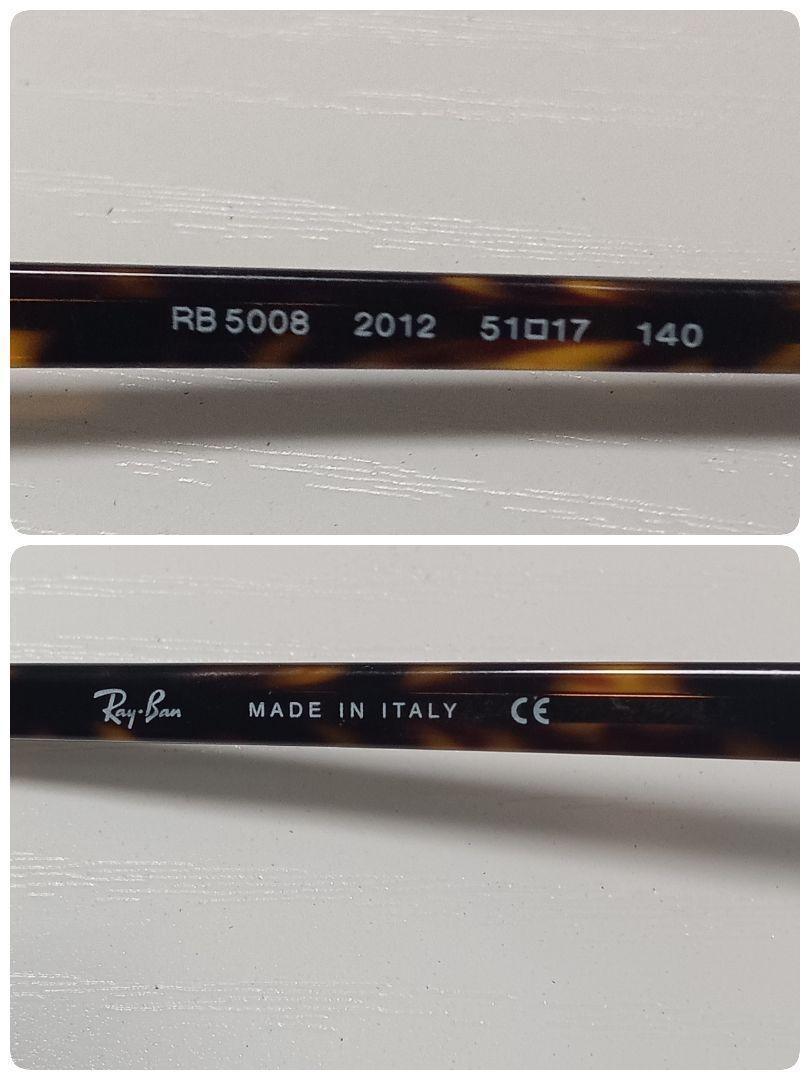 RB 5008 2012 51□17 140
Ray-Ban MADE IN ITALY CE